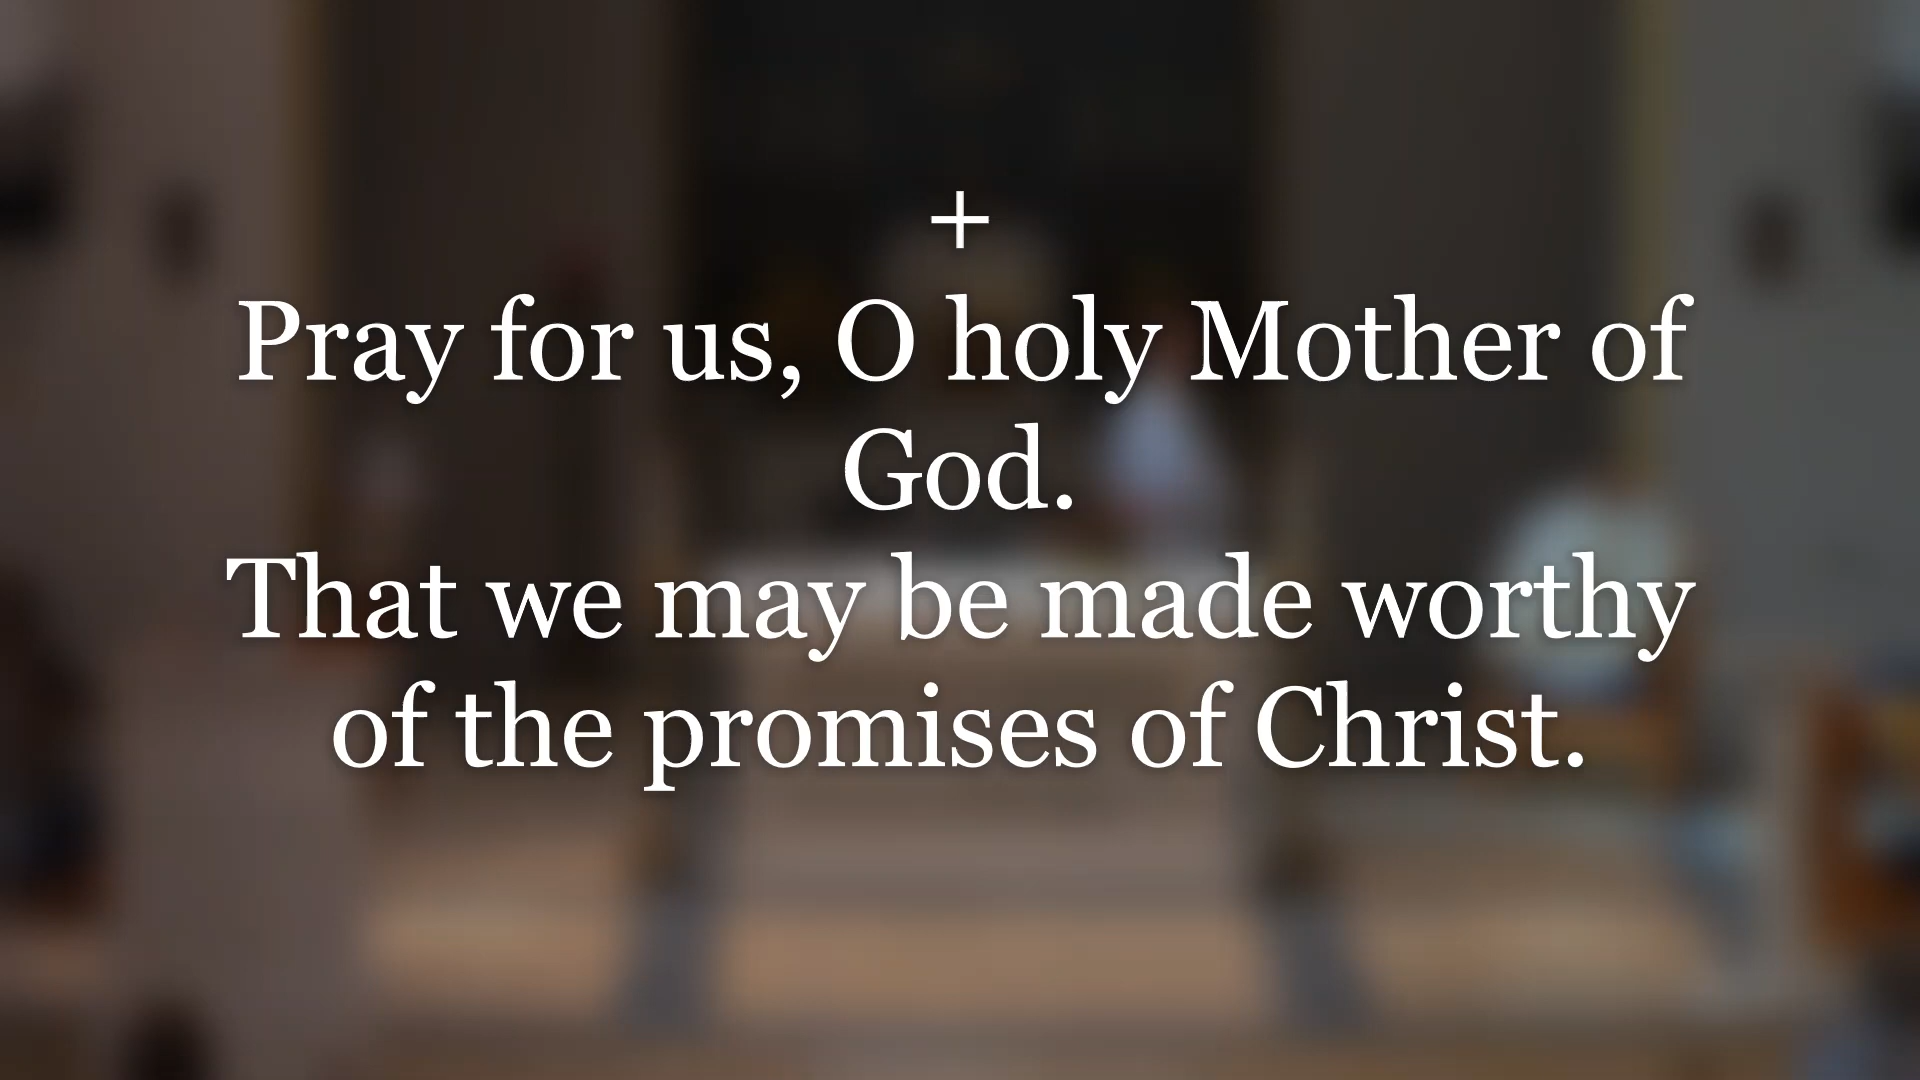 +
Pray for us, O holy Mother of
God.
That we may be made worthy
of the promises of Christ.